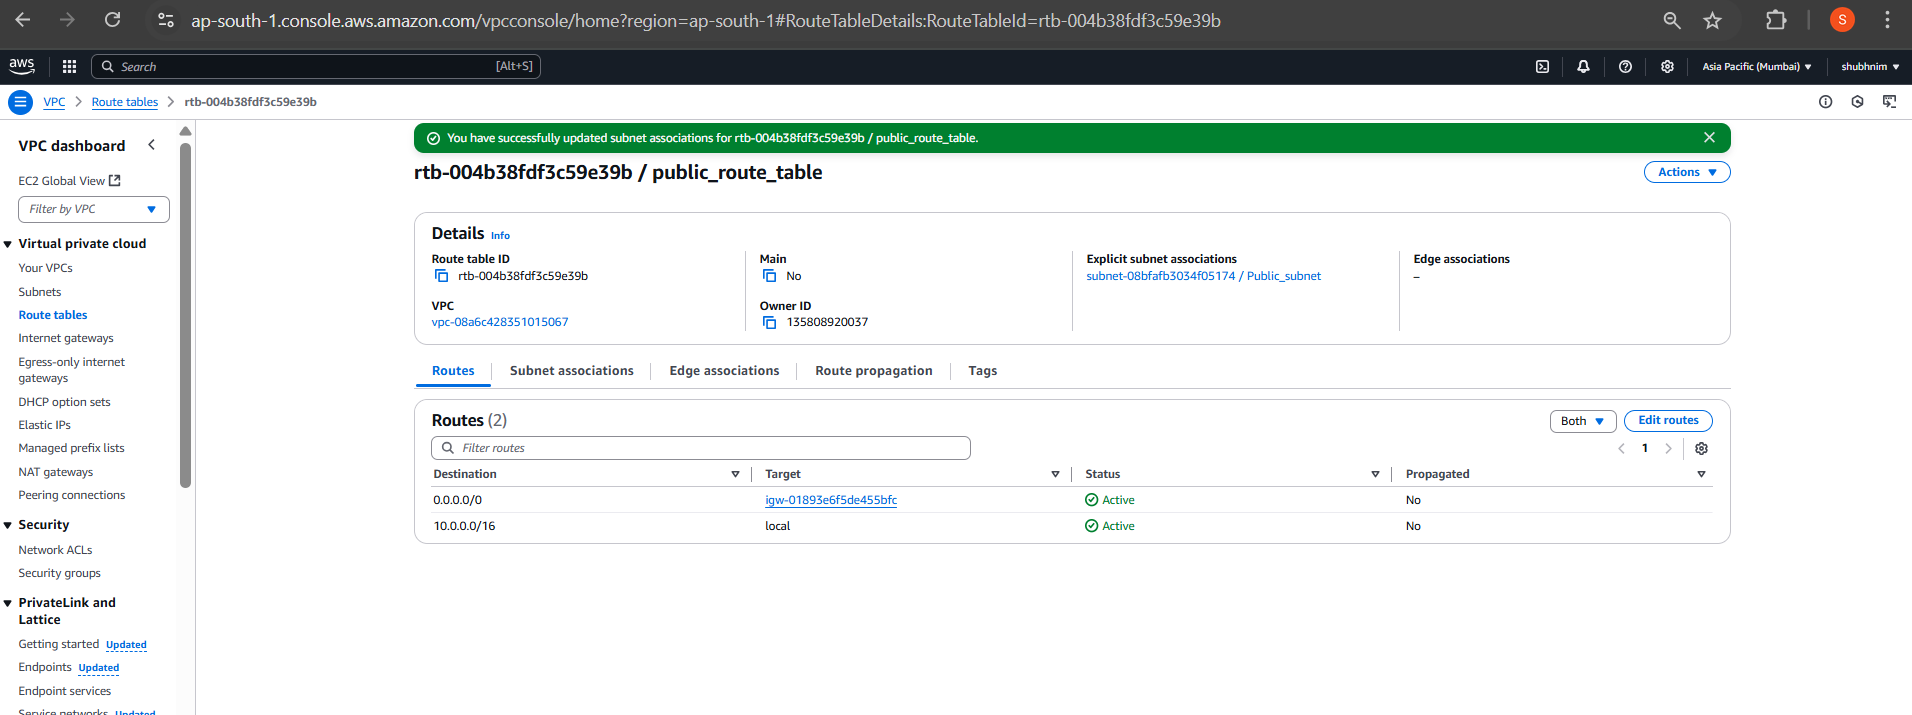 ap-south-1.console.aws.amazon.com/vpcconsole/home?region=ap-south-1#RouteTableDetails:RouteTableId=rtb-004b38fdf3c59e39b
S
aws
Search [Alt+S]
Asia Pacific (Mumbai)
shubhnim
VPC > Route tables > rtb-004b38fdf3c59e39b
VPC dashboard
EC2 Global View
Filter by VPC
Virtual private cloud
Your VPCs
Subnets
Route tables
Internet gateways
Egress-only internet
gateways
DHCP option sets
Elastic IPs
Managed prefix lists
NAT gateways
Peering connections
Security
Network ACLs
Security groups
PrivateLink and
Lattice
Getting started Updated
Endpoints Updated
Endpoint services
Service networks Updated
You have successfully updated subnet associations for rtb-004b38fdf3c59e39b / public_route_table.
rtb-004b38fdf3c59e39b / public_route_table
Actions
Details Info
Route table ID
rtb-004b38fdf3c59e39b
Main
No
Explicit subnet associations
subnet-08bfafb3034f05174 / Public_subnet
Edge associations
–
VPC
vpc-08a6c428351015067
Owner ID
135808920037
Routes Subnet associations Edge associations Route propagation Tags
Routes (2)
Both
Edit routes
Filter routes
1
Destination Target Status Propagated
0.0.0.0/0 igw-01893e6f5de455bfc Active No
10.0.0.0/16 local Active No